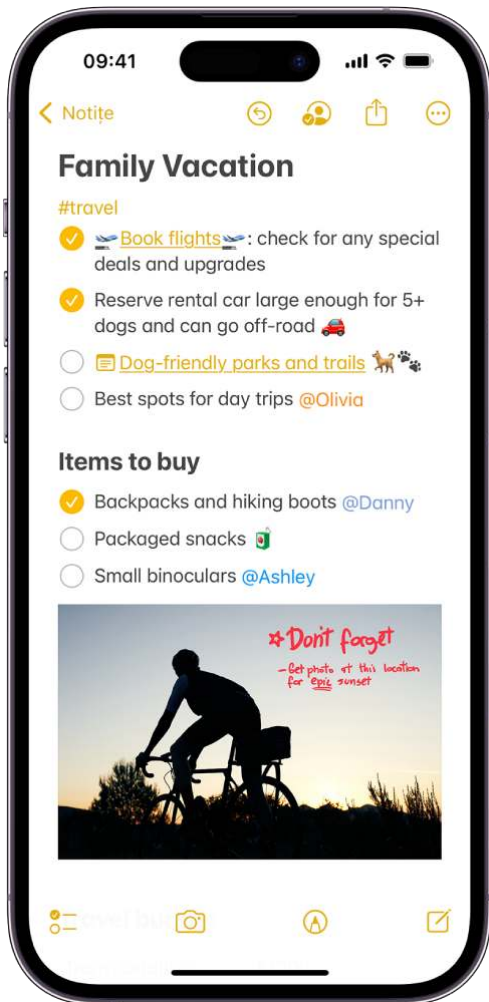 09:41
Notițe
Family Vacation
#travel
Book flights: check for any special
deals and upgrades
Reserve rental car large enough for 5+
dogs and can go off-road
Dog-friendly parks and trails
Best spots for day trips @Olivia
Items to buy
Backpacks and hiking boots @Danny
Packaged snacks
Small binoculars @Ashley
Don't forget
- Get photo at this location
for epic sunset